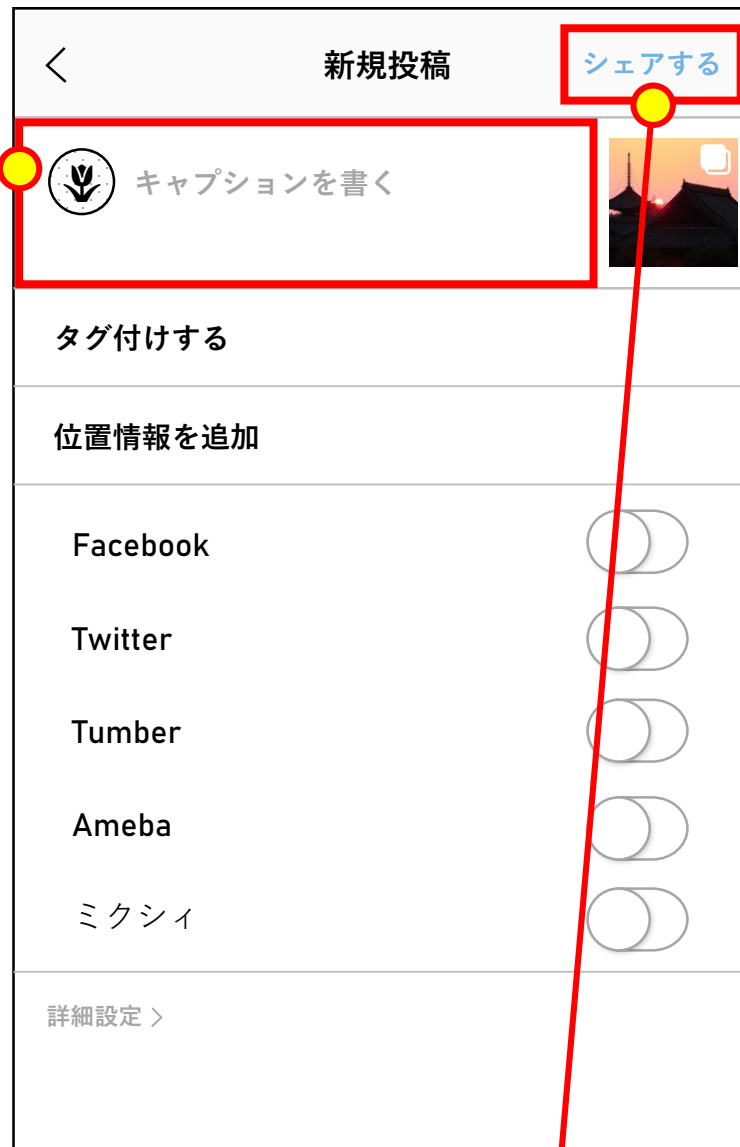 新規投稿
シェアする
キャプションを書く
タグ付けする
位置情報を追加
Facebook
Twitter
Tumber
Ameba
ミクシィ
詳細設定